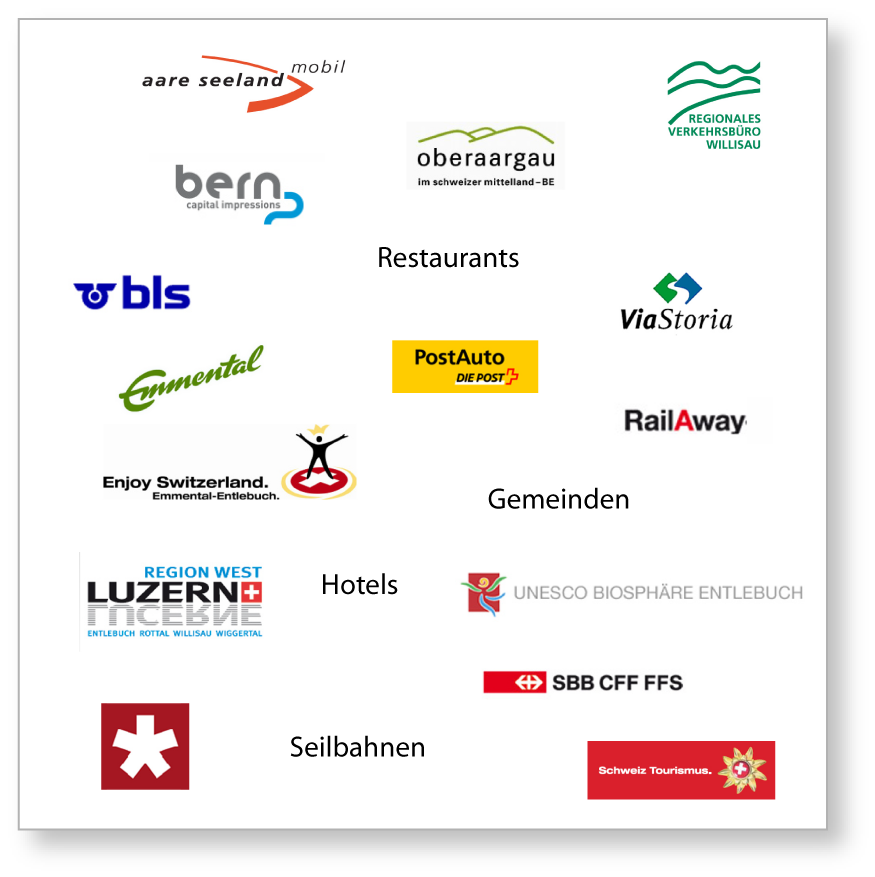 mobil
aare seeland
REGIONALES
VERKEHRSBÜRO
WILLISAU
oberaargau
im schweizer mittelland–BE
bern
capital impressions
Restaurants
bls
ViaStoria
PostAuto
DIE POST
Emmental
RailAway
Enjoy Switzerland.
Emmental-Entlebuch.
Gemeinden
REGION WEST
LUZERN
LUCERNE
ENTLEBUCH ROTTAL WILLISAU WIGGERTAL
Hotels
UNESCO BIOSPHÄRE ENTLEBUCH
SBB CFF FFS
Seilbahnen
Schweiz Tourismus.